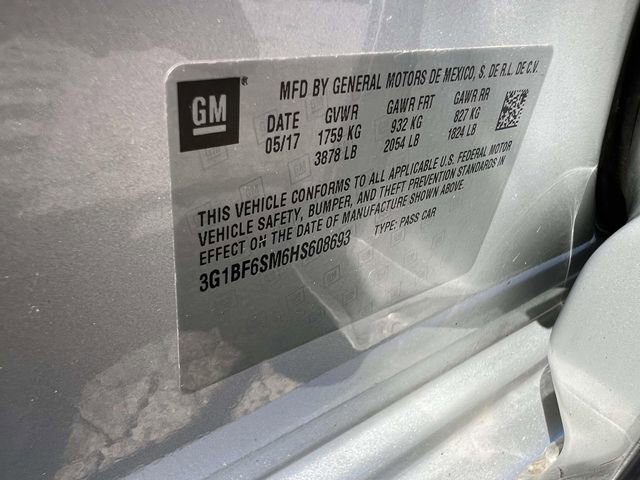 GM
MFD BY GENERAL MOTORS DE MEXICO, S. DE R.L. DE C.V.
DATE GVWR GAWR FRT GAWR RR
05/17 1759 KG 932 KG 827 KG
3878 LB 2054 LB 1824 LB
THIS VEHICLE CONFORMS TO ALL APPLICABLE U.S. FEDERAL MOTOR
VEHICLE SAFETY, BUMPER, AND THEFT PREVENTION STANDARDS IN
EFFECT ON THE DATE OF MANUFACTURE SHOWN ABOVE.
3G1BF6SM6HS608693 TYPE: PASS CAR